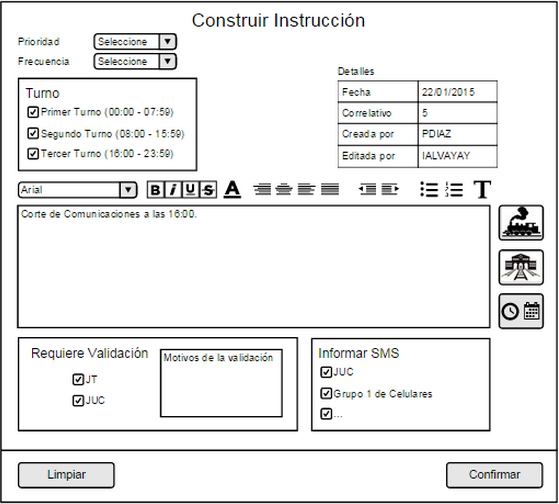 Construir Instrucción
Prioridad Seleccione
Frecuencia Seleccione
Detalles
Turno
Primer Turno (00:00 - 07:59)
Segundo Turno (08:00 - 15:59)
Tercer Turno (16:00 - 23:59)
Fecha 22/01/2015
Correlativo 5
Creada por PDIAZ
Editada por IALVAYAY
Arial B i U S A T
Corte de Comunicaciones a las 16:00.
Requiere Validación
JT
JUC
Motivos de la validación
Informar SMS
JUC
Grupo 1 de Celulares
...
Limpiar Confirmar